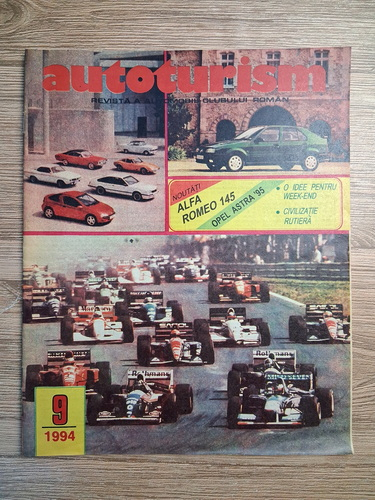 autoturism
REVISTA A AUTOMOBIL CLUBULUI ROMÂN
NOUTĂȚI
ALFA
ROMEO 145
OPEL ASTRA '95
• O IDEE PENTRU
WEEK-END
• CIVILIZAȚIE
RUTIERĂ
Marlboro
Rothmans
Rothmans
9
1994